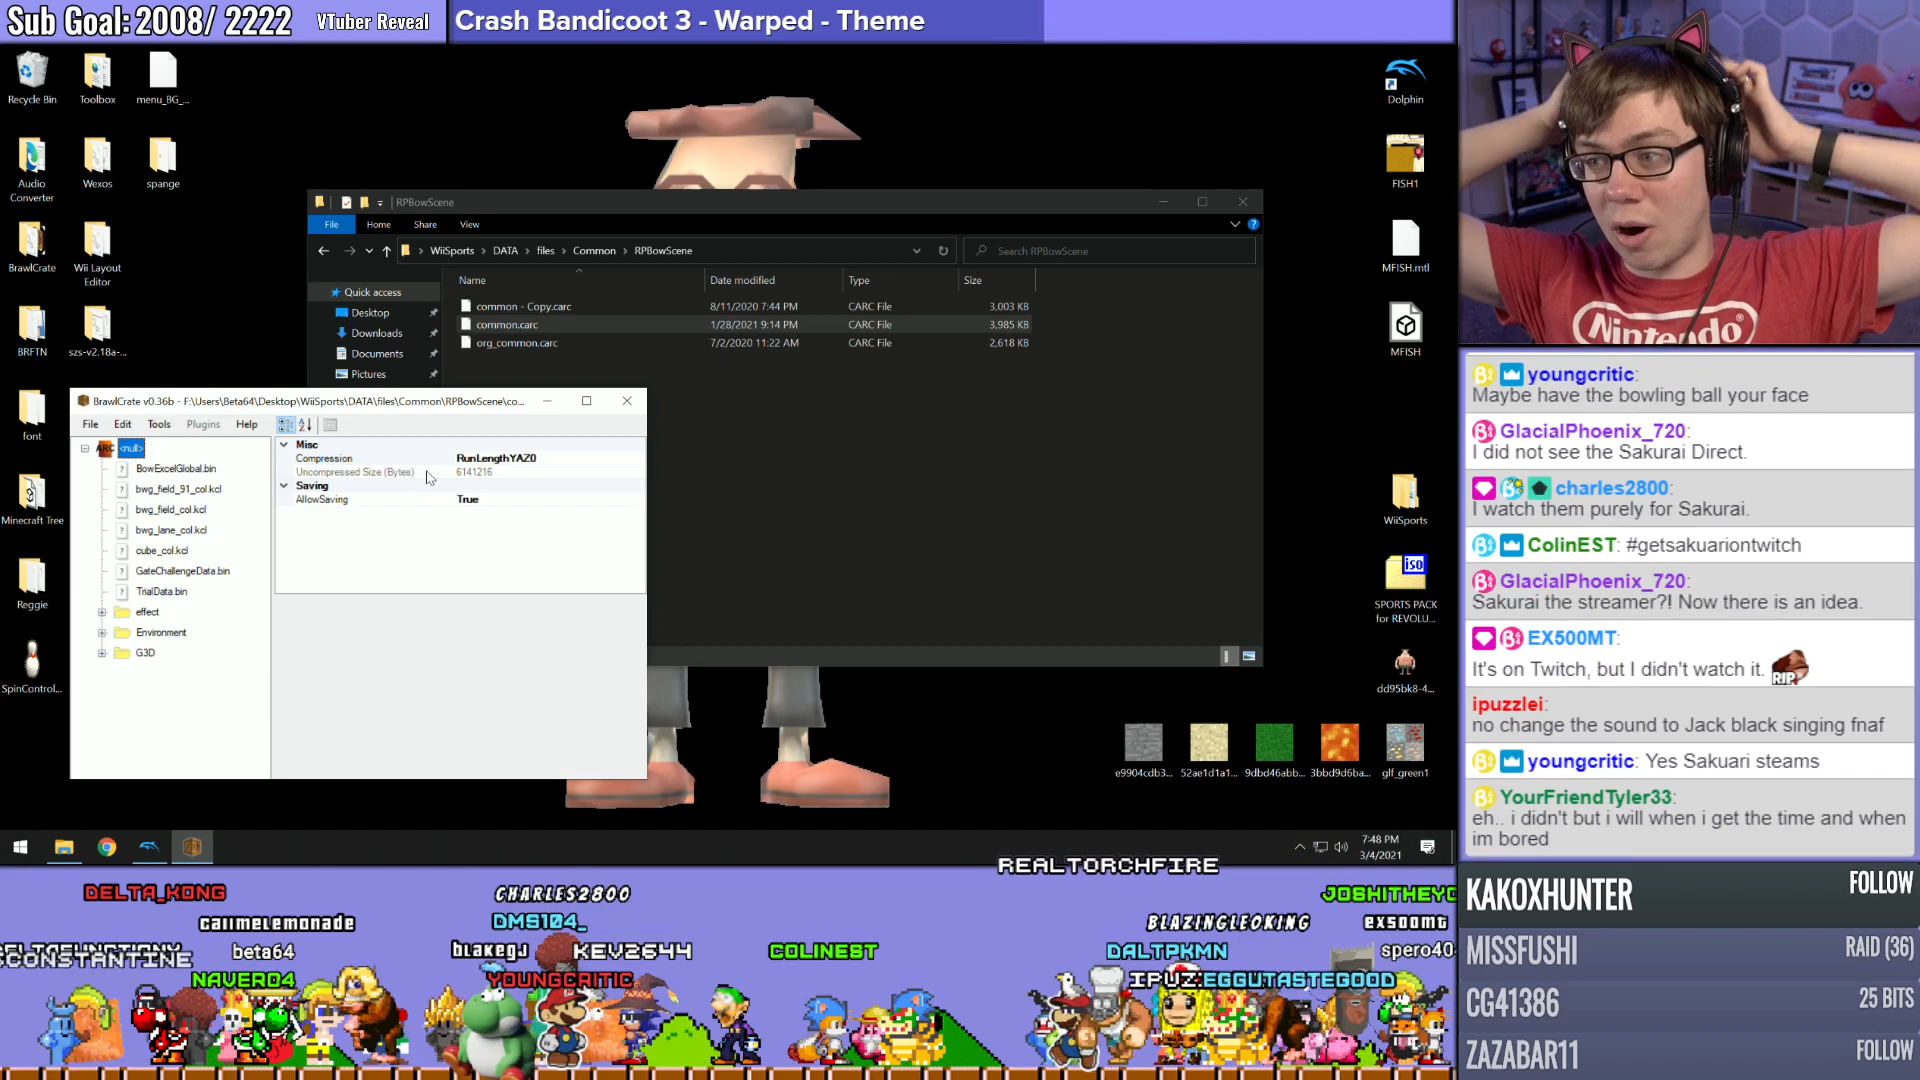 Sub Goal: 2008/ 2222 VTuber Reveal
Crash Bandicoot 3 - Warped - Theme
Recycle Bin
Toolbox
menu_BG_...
Audio Converter
Wexos
spange
BrawlCrate
Wii Layout Editor
BRFTN
szs-v2.18a-...
font
Minecraft Tree
Reggie
SpinControl...
Dolphin
FISH1
MFISH.mtl
MFISH
WiiSports
iso
SPORTS PACK for REVOLU...
dd95bk8-4...
e9904cdb3...
52ae1d1a1...
9dbd46abb...
3bbd9d6ba...
glf_green1
RPBowScene
File Home Share View
WiiSports DATA files Common RPBowScene
Search RPBowScene
Name Date modified Type Size
Quick access
Desktop
Downloads
Documents
Pictures
common - Copy.carc 8/11/2020 7:44 PM CARC File 3,003 KB
common.carc 1/28/2021 9:14 PM CARC File 3,985 KB
org_common.carc 7/2/2020 11:22 AM CARC File 2,618 KB
BrawlCrate v0.36b - F:\Users\Beta64\Desktop\WiiSports\DATA\files\Common\RPBowScene\co...
File Edit Tools Plugins Help
ARC <null>
BowExcelGlobal.bin
bwg_field_91_col.kcl
bwg_field_col.kcl
bwg_lane_col.kcl
cube_col.kcl
GateChallengeData.bin
TrialData.bin
effect
Environment
G3D
Misc
Compression RunLengthYAZ0
Uncompressed Size (Bytes) 6141216
Saving
AllowSaving True
7:48 PM
3/4/2021
Nintendo
youngcritic:
Maybe have the bowling ball your face
GlacialPhoenix_720:
I did not see the Sakurai Direct.
charles2800:
I watch them purely for Sakurai.
ColinEST: #getsakuariontwitch
GlacialPhoenix_720:
Sakurai the streamer?! Now there is an idea.
EX500MT:
It's on Twitch, but I didn't watch it.
RIP
ipuzzlei:
no change the sound to Jack black singing fnaf
youngcritic: Yes Sakuari steams
YourFriendTyler33:
eh.. i didn't but i will when i get the time and when
im bored
KAKOXHUNTER FOLLOW
MISSFUSHI RAID (36)
CG41386 25 BITS
ZAZABAR11 FOLLOW
REALTORCHFIRE
DELTA_KONG
CHARLES2800
JOSHITHEYO
callmelemonade
DMS104_
BLAZINGLEOKING
exsoomt
CONSTANTINE
beta64
blakegj
KEV2644
COLINEST
DALTPKMN
spero40
NAVER04
YOUNGCRITIC
IPUZ
EGGUTASTEGOOD